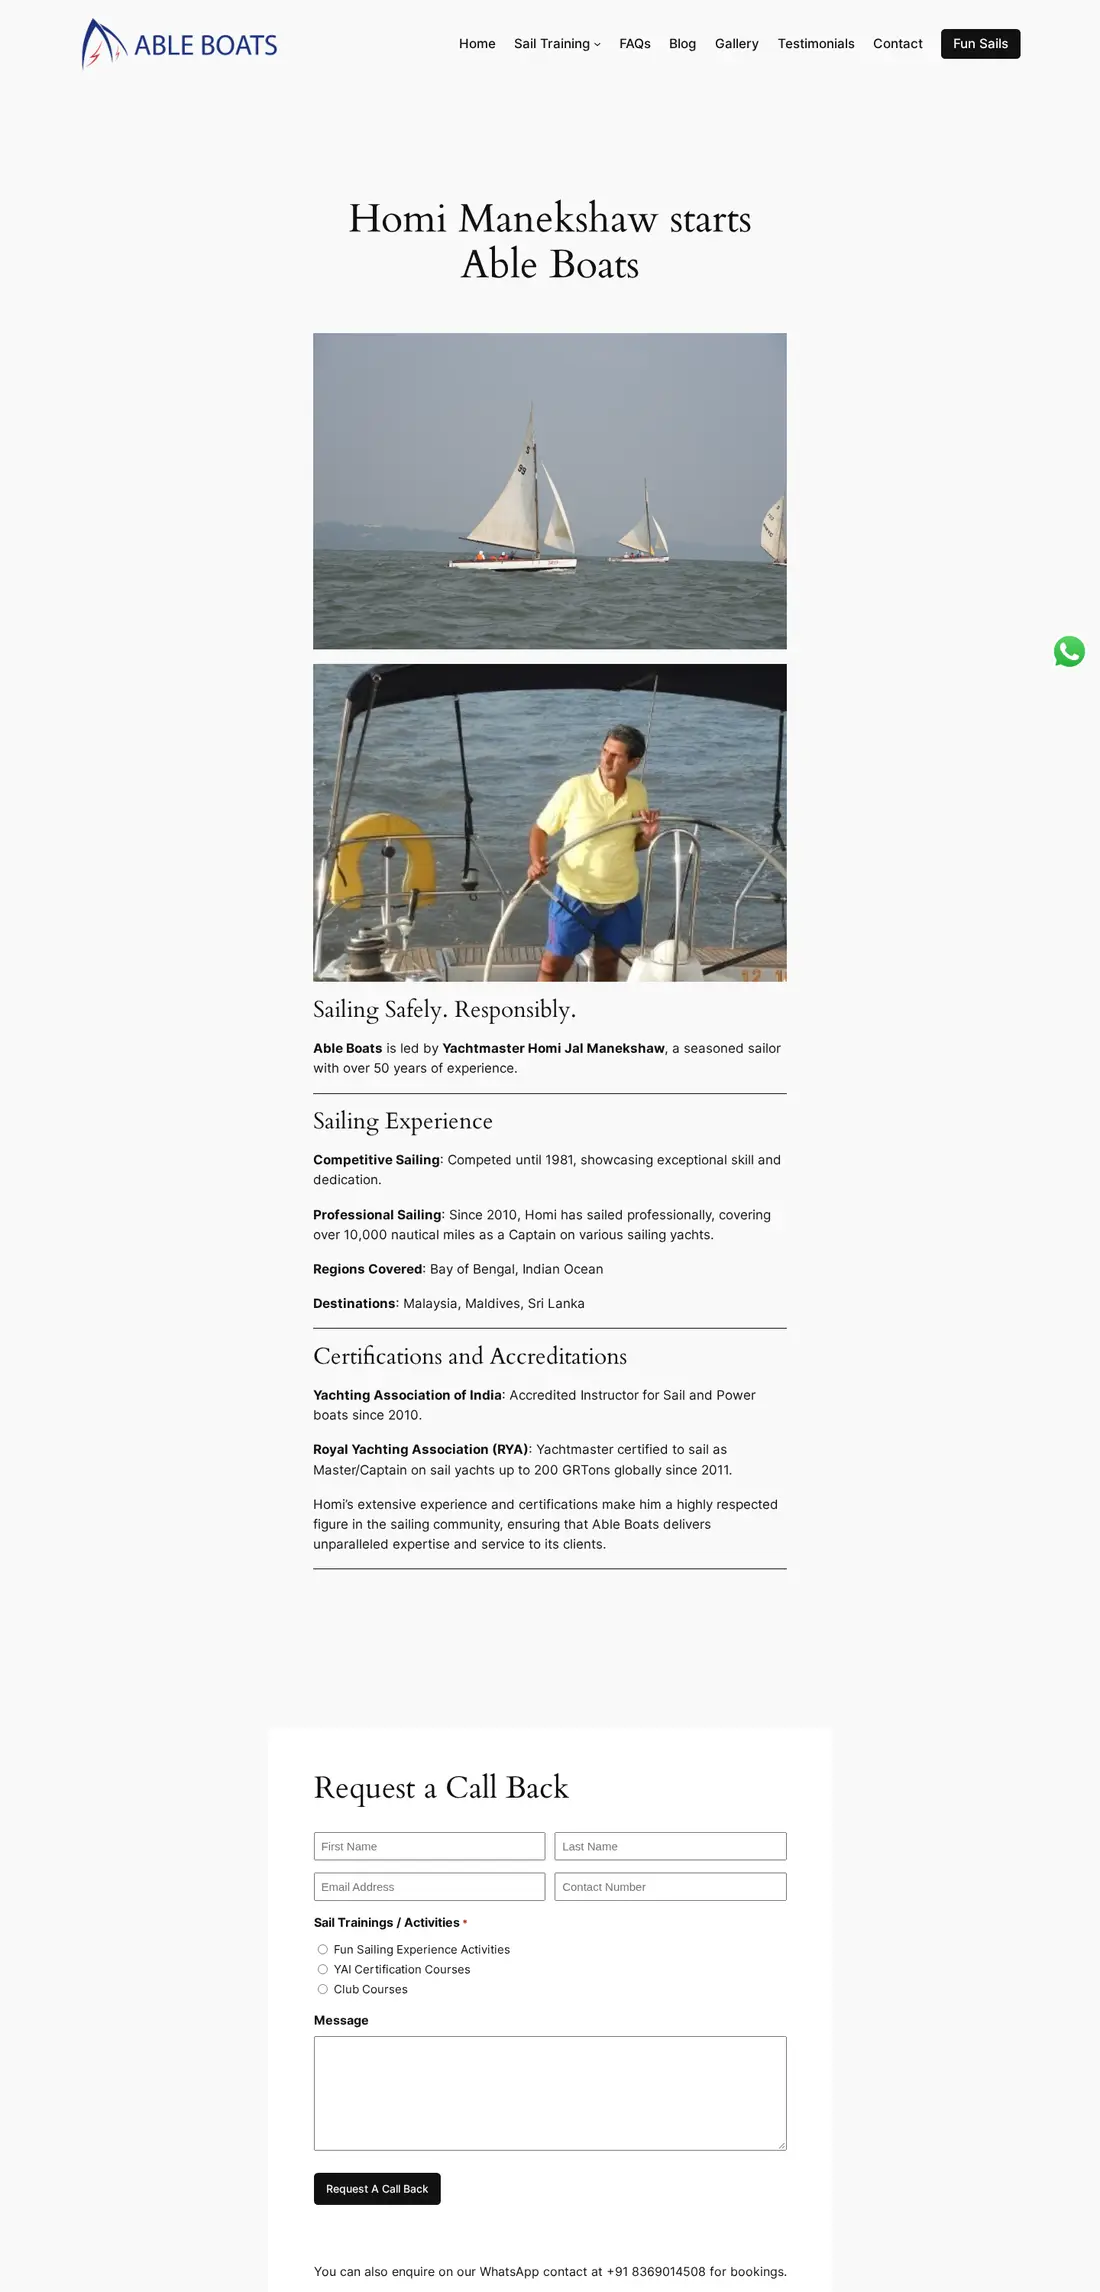 ABLE BOATS
Home Sail Training FAQs Blog Gallery Testimonials Contact Fun Sails
Homi Manekshaw starts
Able Boats
99
Sailing Safely. Responsibly.
Able Boats is led by Yachtmaster Homi Jal Manekshaw, a seasoned sailor
with over 50 years of experience.
Sailing Experience
Competitive Sailing: Competed until 1981, showcasing exceptional skill and
dedication.
Professional Sailing: Since 2010, Homi has sailed professionally, covering
over 10,000 nautical miles as a Captain on various sailing yachts.
Regions Covered: Bay of Bengal, Indian Ocean
Destinations: Malaysia, Maldives, Sri Lanka
Certifications and Accreditations
Yachting Association of India: Accredited Instructor for Sail and Power
boats since 2010.
Royal Yachting Association (RYA): Yachtmaster certified to sail as
Master/Captain on sail yachts up to 200 GRTons globally since 2011.
Homi’s extensive experience and certifications make him a highly respected
figure in the sailing community, ensuring that Able Boats delivers
unparalleled expertise and service to its clients.
Request a Call Back
First Name Last Name
Email Address Contact Number
Sail Trainings / Activities *
Fun Sailing Experience Activities
YAI Certification Courses
Club Courses
Message
Request A Call Back
You can also enquire on our WhatsApp contact at +91 8369014508 for bookings.